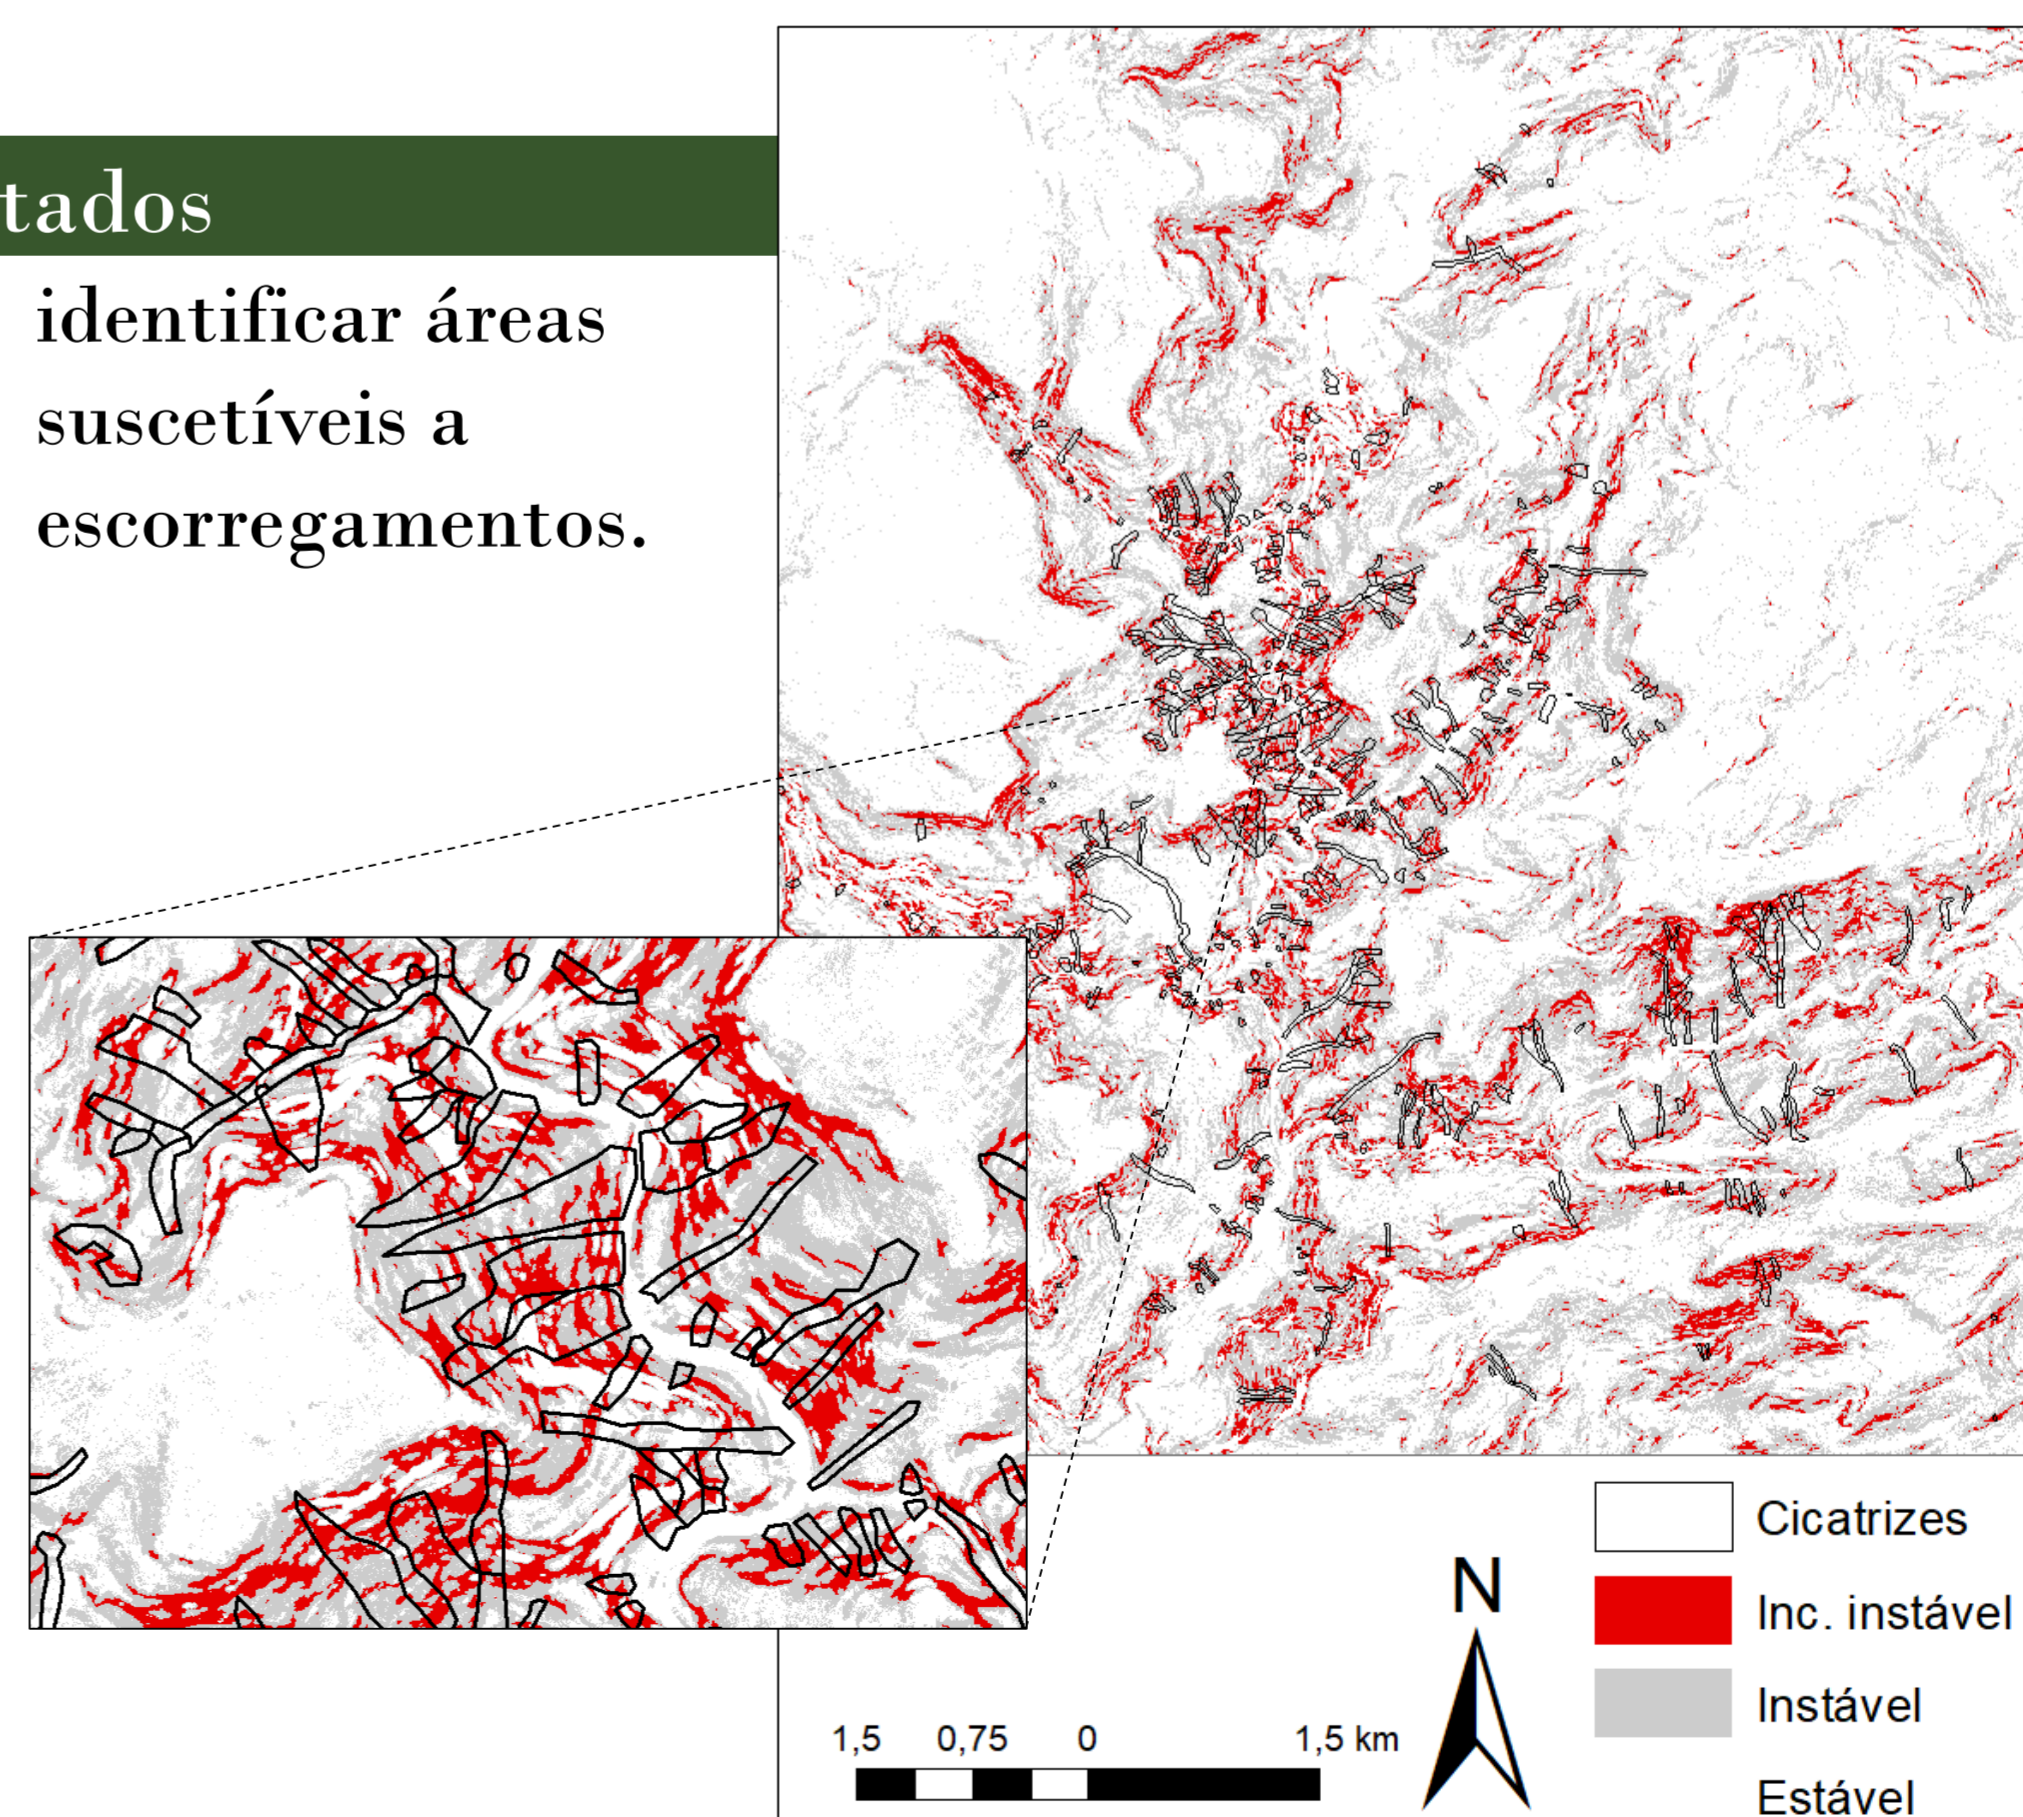 tados
identificar áreas
suscetíveis a
escorregamentos.
Cicatrizes
N
Inc. instável
Instável
1,5 0,75 0 1,5 km
Estável